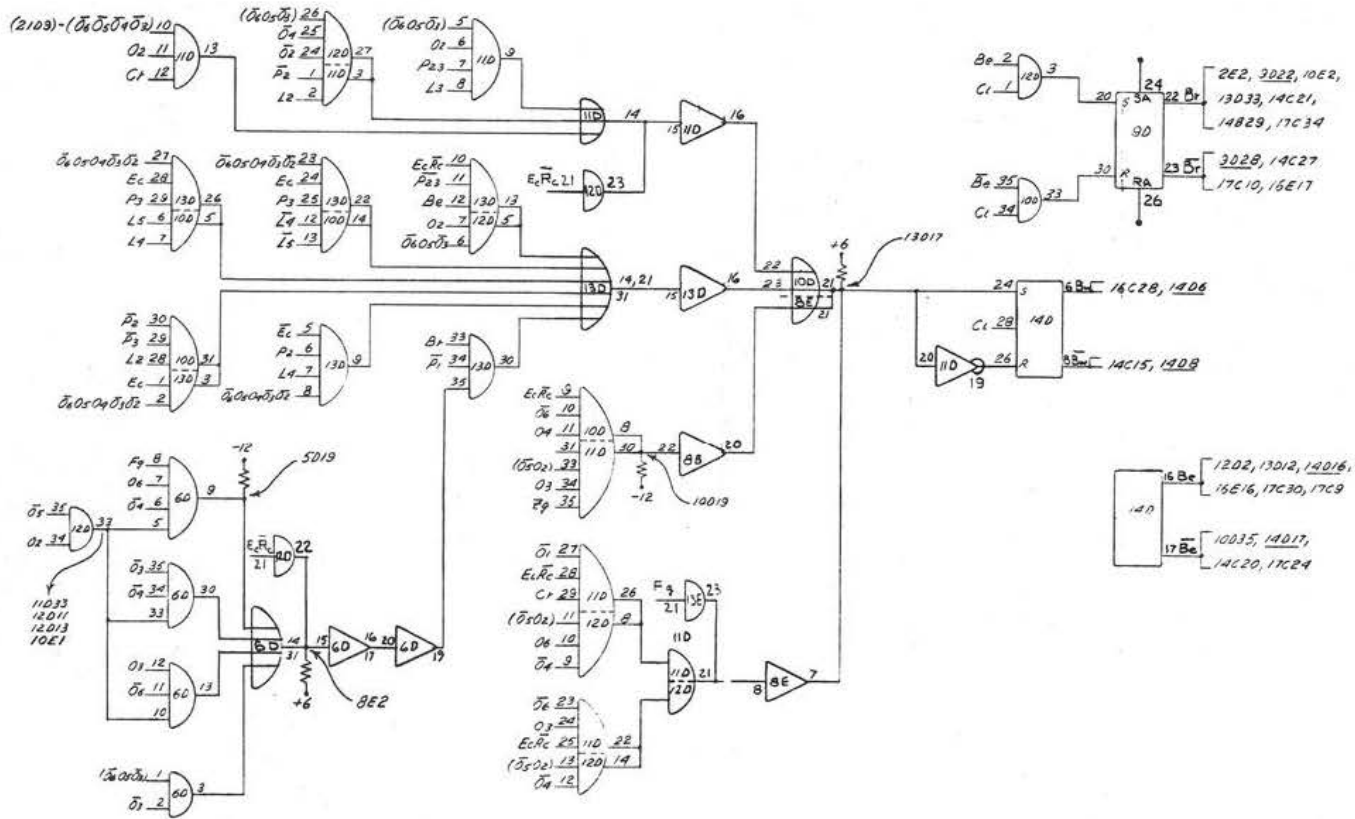 (21D3)-(Ō6Ō5Ō4Ō3) 10
O2 11
Cr 12
11D
13
(Ō6O5Ō3) 26
Ō4 25
Ō2 24
P̄2 1
L2 2
12D
11D
27
3
(Ō6O5Ō3) 5
O2 6
P23 7
L3 8
11D
9
11D
14
15 11D 16
EcR̄c 21 12D 23
Be 2
Cl 1
12D
3
24
20 S SA
9D
22 Br
2E2, 3D22, 10E2,
13D33, 14C21,
14B29, 17C34
B̄e 35
Cl 34
10D
33
30 R RA
26
23 B̄r
3D28, 14C27
17C10, 16E17
Ō6O5O4Ō3Ō2 27
Ec 28
P3 29
L5 6
L4 7
13D
10D
26
5
Ō6O5O4Ō3Ō2 23
Ec 24
P3 25
L̄4 12
L̄5 13
13D
10D
22
14
EcR̄c 10
P̄23 11
Be 12
O2 7
Ō6O5Ō3 6
13D
12D
13
5
13D
14, 21
31
15 13D 16
22
23
10D
8E
21
21
+6
13D17
24 S
Cl 28
14D
26 R
6 16C28, 14D6
8 14C15, 14D8
20 11D 19
P̄2 30
P̄3 29
L2 28
Ec 1
Ō6O5O4Ō3Ō2 2
10D
13D
31
3
Ēc 5
P2 6
L4 7
Ō6O5O4Ō3Ō2 8
13D
9
Br 33
P̄1 34
35
13D
30
EcR̄c 9
Ō6 10
O4 11
31
(Ō5O2) 33
O3 34
35
10D
11D
8
30
22 8B 20
-12
10D19
-12
5D19
Fg 8
O6 7
Ō4 6
5
6D
9
Ō5 35
O2 34
12D
33
11D33
12D11
12D13
10E1
Ō3 35
Ō4 34
33
6D
30
O3 12
Ō6 11
10
6D
13
(Ō6O5Ō3) 1
2
6D
3
EcR̄c
21
22
14
31
+6
8E2
15 6D 16
17
20 6D 19
Ō1 27
EcR̄c 28
Cr 29
(Ō5O2) 11
O6 10
Ō4 9
11D
12D
26
8
Fg
21
13E
23
11D
11D
12D
21
8 8E 7
Ō6 23
O3 24
EcR̄c 25
(Ō5O2) 13
Ō4 12
11D
12D
22
14
14D
16 Be
12D2, 13D12, 14D16,
16E16, 17C30, 17C9
17 B̄e
10D35, 14D17,
14C20, 17C24